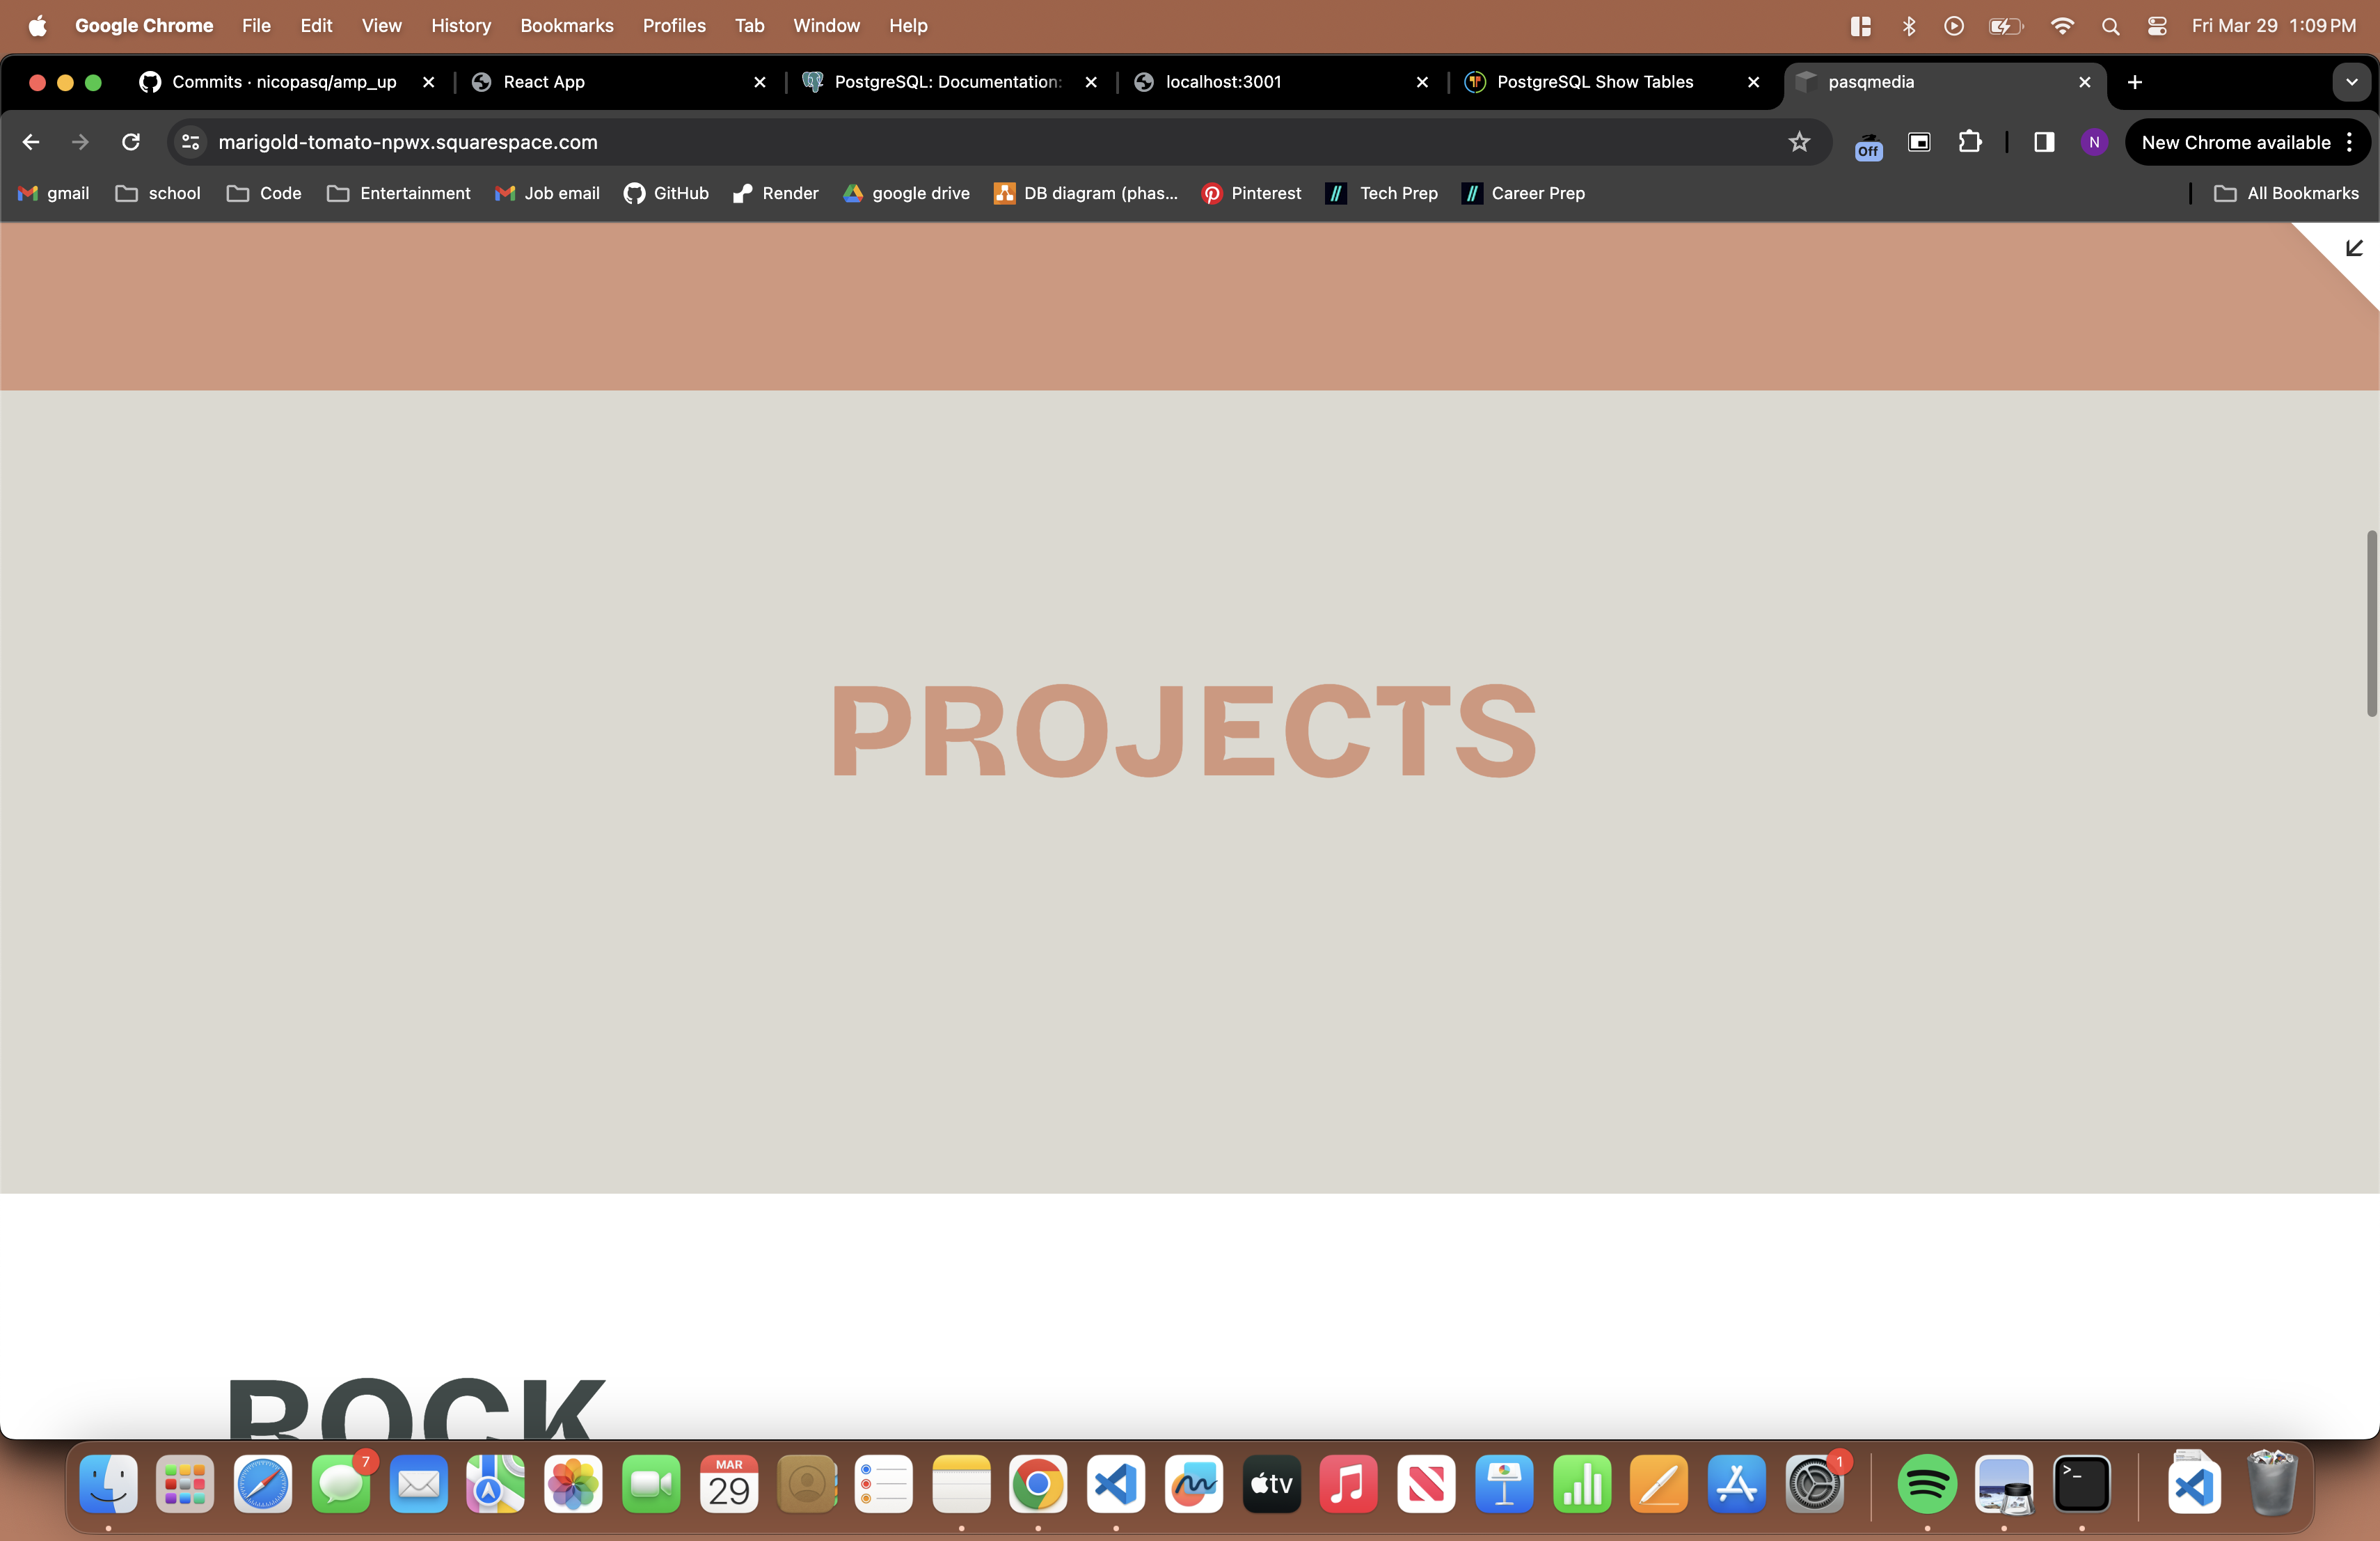 Google Chrome File Edit View History Bookmarks Profiles Tab Window Help Fri Mar 29 1:09 PM
Commits · nicopasq/amp_up React App PostgreSQL: Documentation: localhost:3001 PostgreSQL Show Tables pasqmedia
marigold-tomato-npwx.squarespace.com Off N New Chrome available
gmail school Code Entertainment Job email GitHub Render google drive DB diagram (phas... Pinterest Tech Prep Career Prep All Bookmarks
PROJECTS
ROCK
7 MAR 29 tv 1